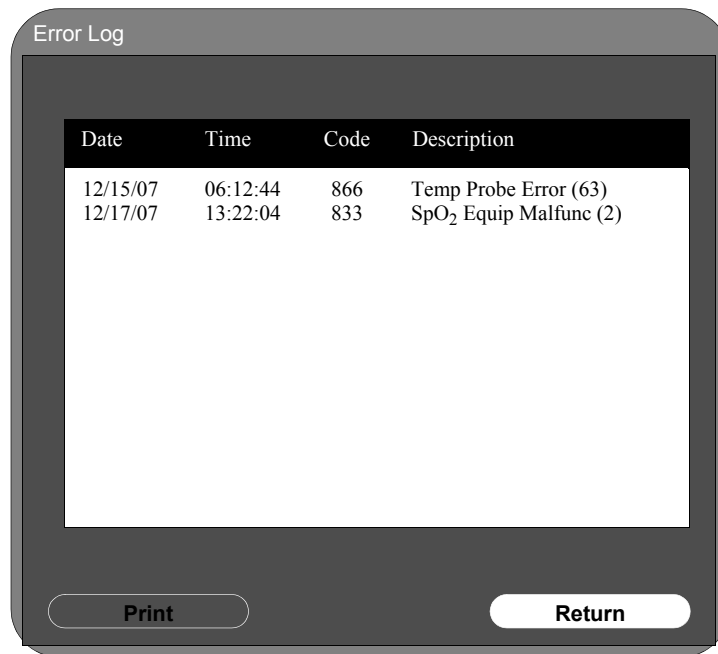 Error Log
Date Time Code Description
12/15/07 06:12:44 866 Temp Probe Error (63)
12/17/07 13:22:04 833 SpO₂ Equip Malfunc (2)
Print Return